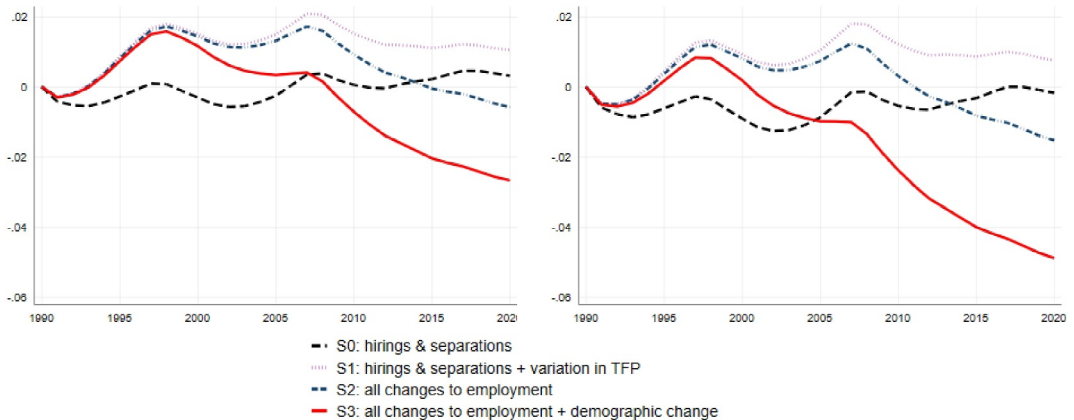 .02
0
-.02
-.04
-.06
1990 1995 2000 2005 2010 2015 2020
.02
0
-.02
-.04
-.06
1990 1995 2000 2005 2010 2015 2020
S0: hirings & separations
S1: hirings & separations + variation in TFP
S2: all changes to employment
S3: all changes to employment + demographic change